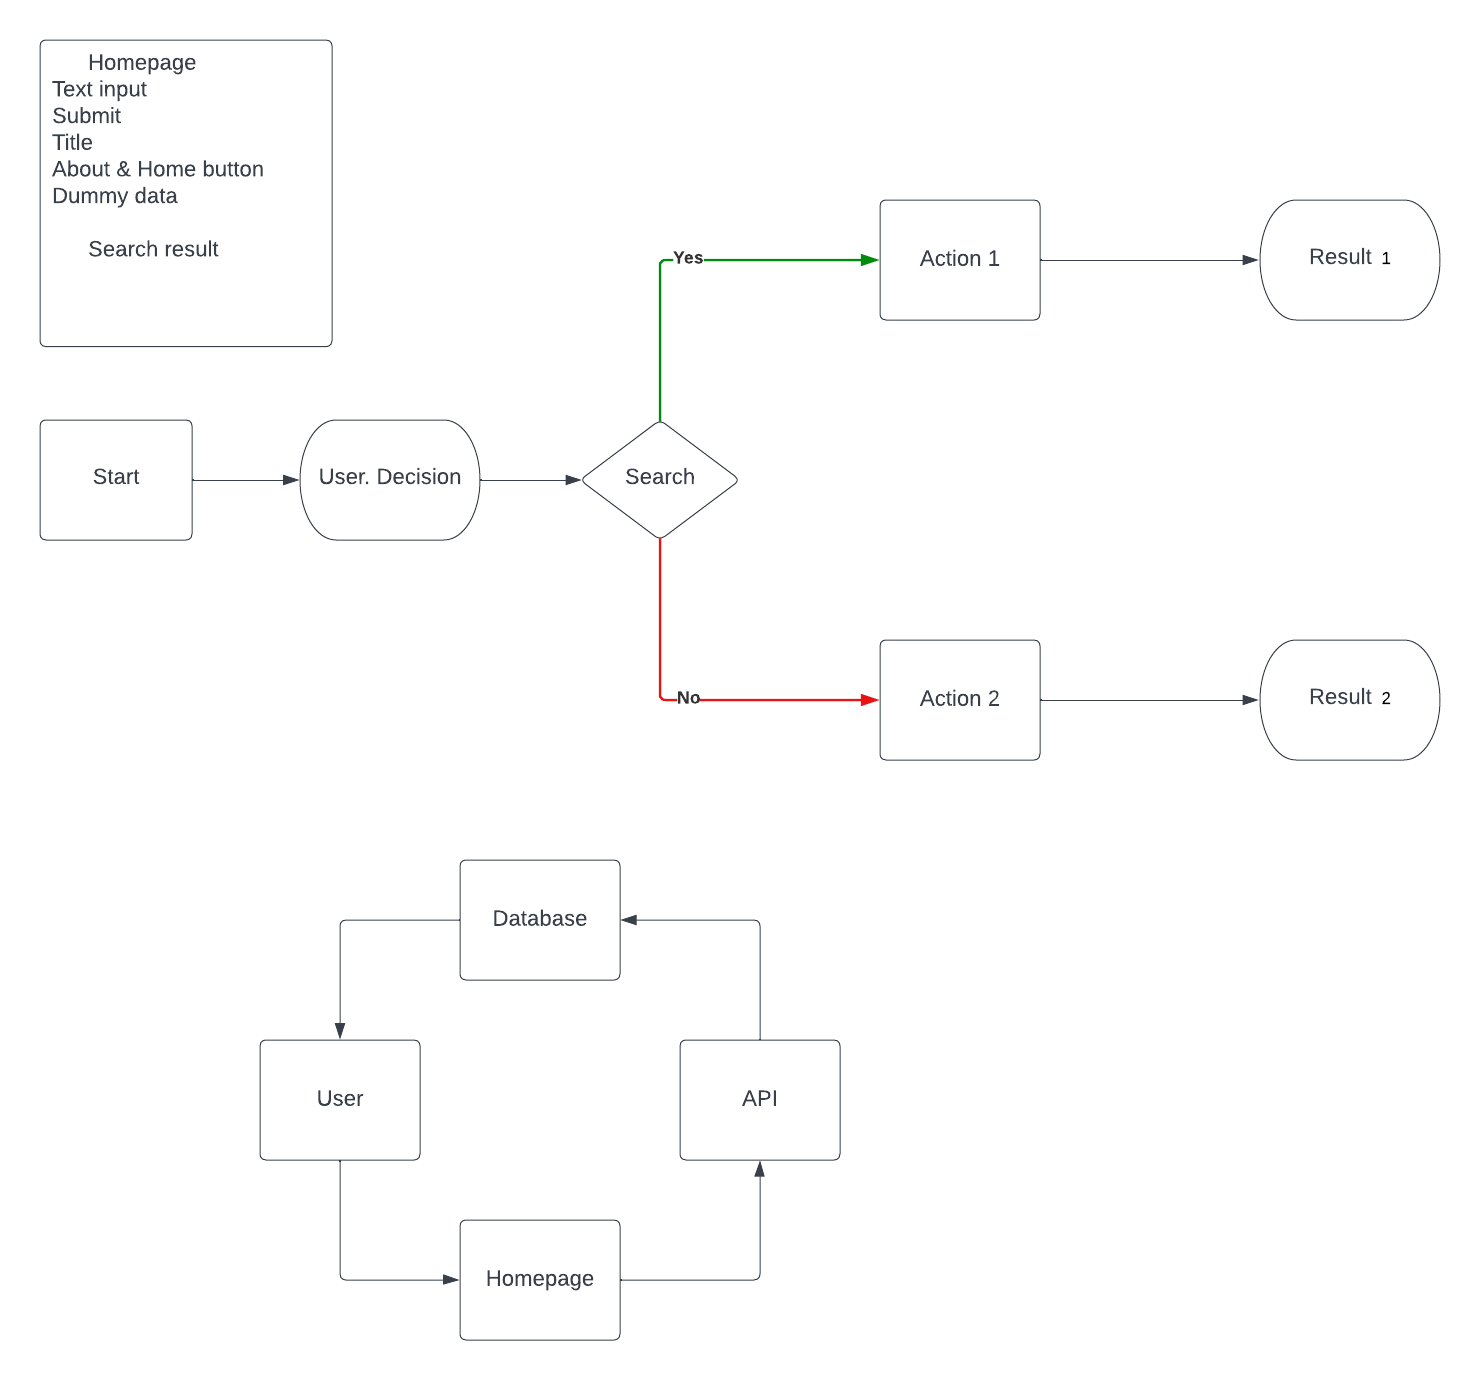 Homepage
Text input
Submit
Title
About & Home button
Dummy data
Search result
Yes
Action 1
Result 1
Start
User. Decision
Search
No
Action 2
Result 2
Database
User
API
Homepage